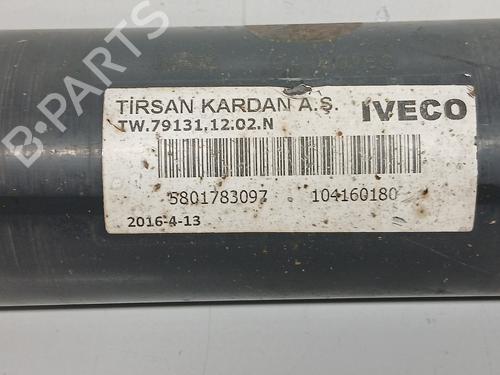 TİRSAN KARDAN A.Ş. IVECO
TW.79131.12.02.N
5801783097 104160180
2016-4-13
B-PARTS